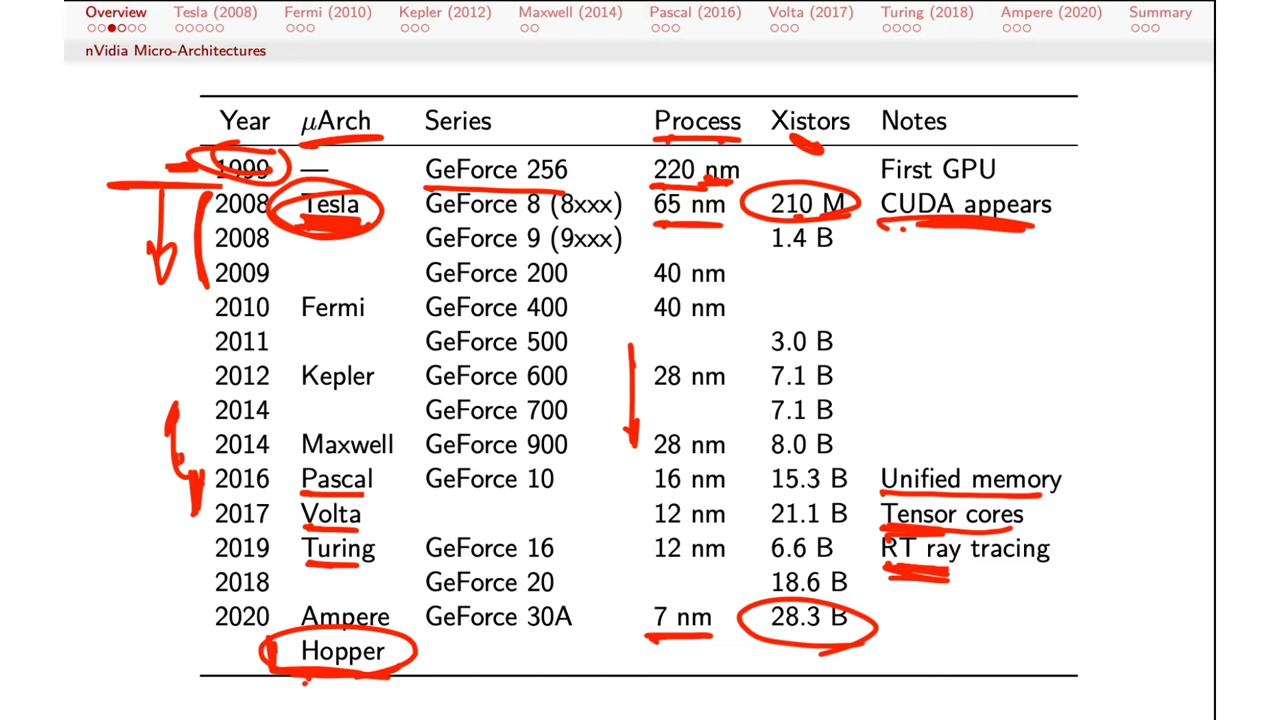 Overview Tesla (2008) Fermi (2010) Kepler (2012) Maxwell (2014) Pascal (2016) Volta (2017) Turing (2018) Ampere (2020) Summary
nVidia Micro-Architectures
Year μArch Series Process Xistors Notes
1999 — GeForce 256 220 nm First GPU
2008 Tesla GeForce 8 (8xxx) 65 nm 210 M CUDA appears
2008 GeForce 9 (9xxx) 1.4 B
2009 GeForce 200 40 nm
2010 Fermi GeForce 400 40 nm
2011 GeForce 500 3.0 B
2012 Kepler GeForce 600 28 nm 7.1 B
2014 GeForce 700 7.1 B
2014 Maxwell GeForce 900 28 nm 8.0 B
2016 Pascal GeForce 10 16 nm 15.3 B Unified memory
2017 Volta 12 nm 21.1 B Tensor cores
2019 Turing GeForce 16 12 nm 6.6 B RT ray tracing
2018 GeForce 20 18.6 B
2020 Ampere GeForce 30A 7 nm 28.3 B
Hopper